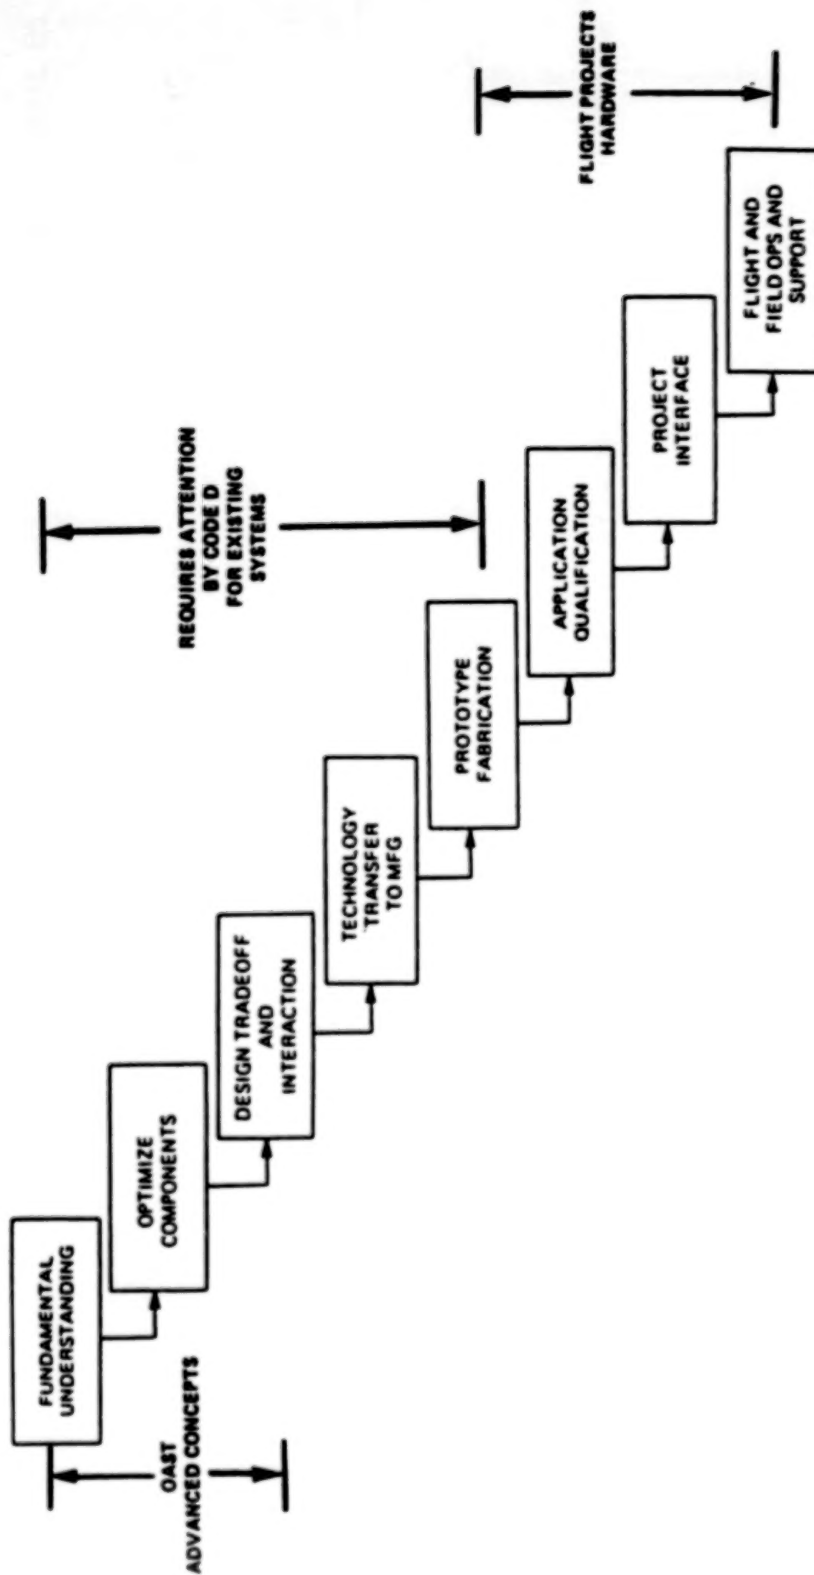 FUNDAMENTAL
UNDERSTANDING
OPTIMIZE
COMPONENTS
DESIGN TRADEOFF
AND
INTERACTION
TECHNOLOGY
TRANSFER
TO MFG
PROTOTYPE
FABRICATION
APPLICATION
QUALIFICATION
PROJECT
INTERFACE
FLIGHT AND
FIELD OPS AND
SUPPORT
OAST
ADVANCED CONCEPTS
REQUIRES ATTENTION
BY CODE D
FOR EXISTING
SYSTEMS
FLIGHT PROJECTS
HARDWARE